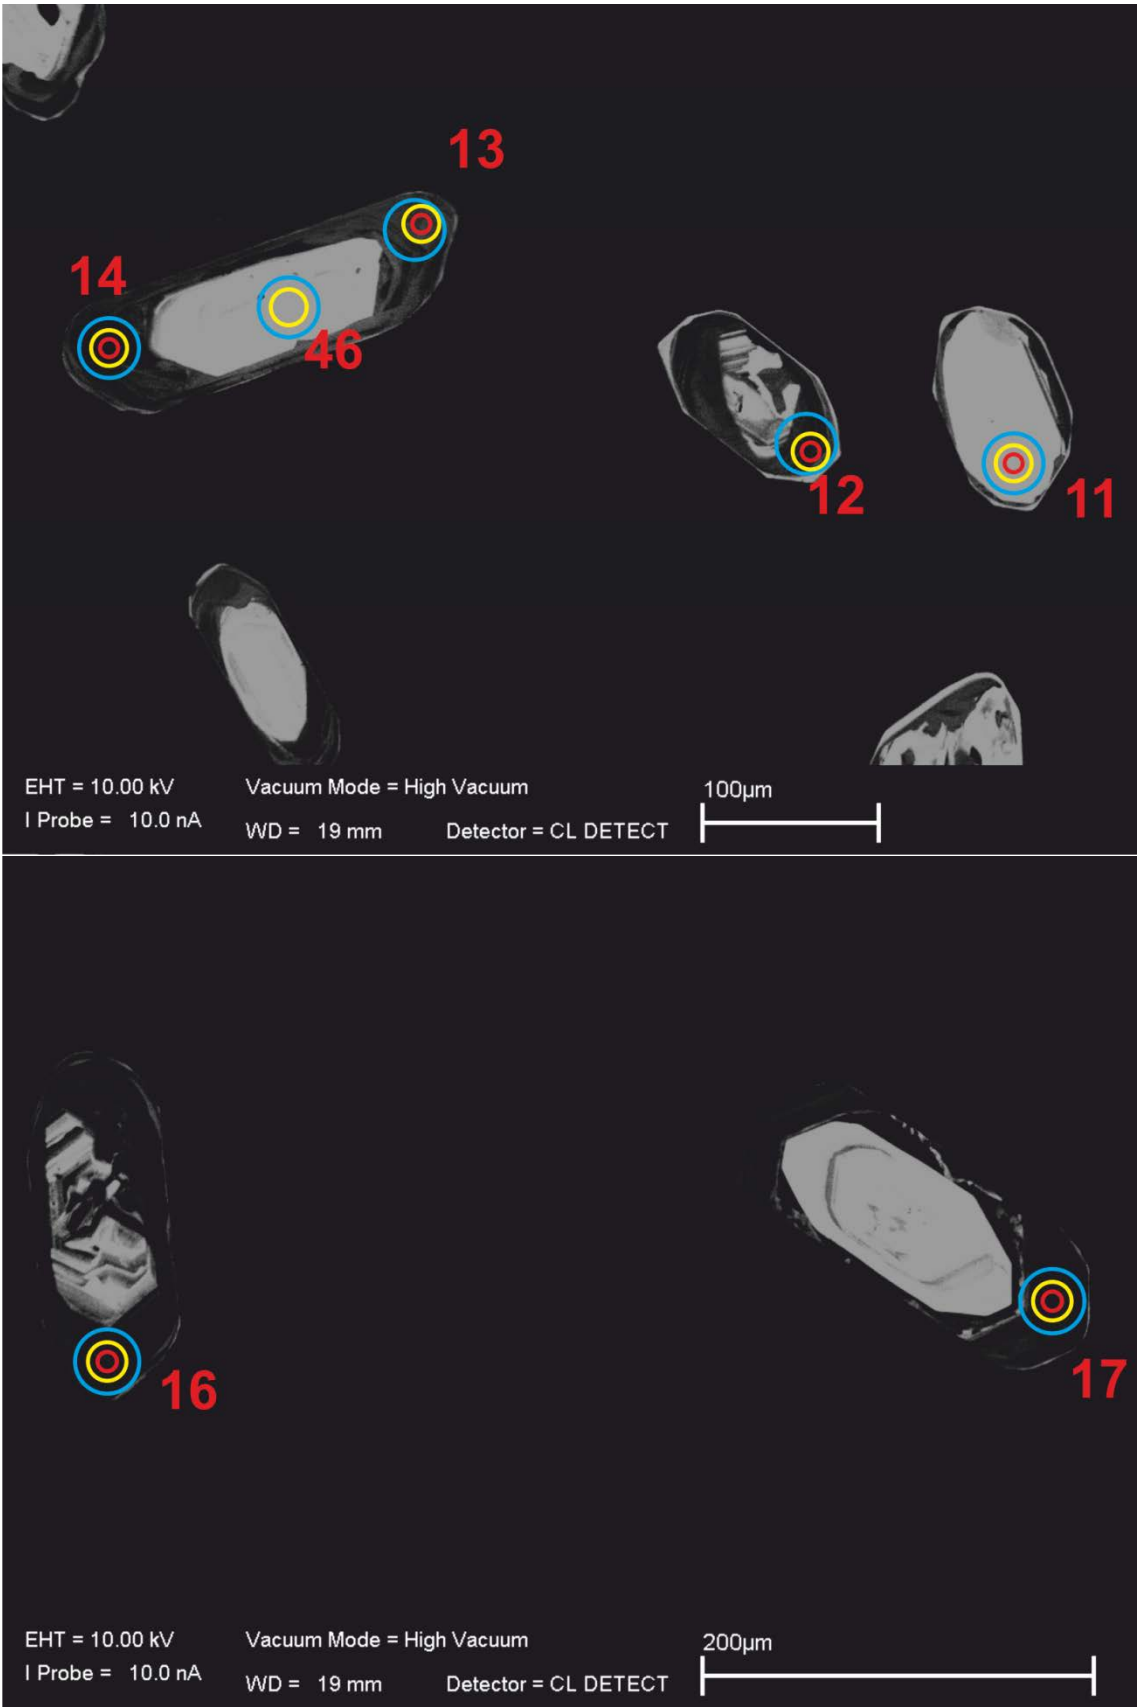 13
14
46
12
11
EHT = 10.00 kV
Vacuum Mode = High Vacuum
100µm
I Probe = 10.0 nA
WD = 19 mm
Detector = CL DETECT
16
17
EHT = 10.00 kV
Vacuum Mode = High Vacuum
200µm
I Probe = 10.0 nA
WD = 19 mm
Detector = CL DETECT